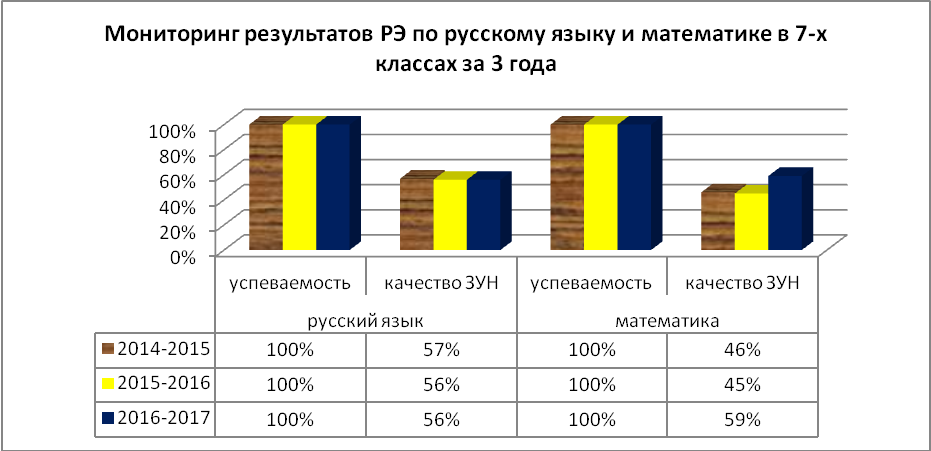 Мониторинг результатов РЭ по русскому языку и математике в 7-х
классах за 3 года
100%
80%
60%
40%
20%
0%
успеваемость качество ЗУН успеваемость качество ЗУН
русский язык математика
2014-2015 100% 57% 100% 46%
2015-2016 100% 56% 100% 45%
2016-2017 100% 56% 100% 59%